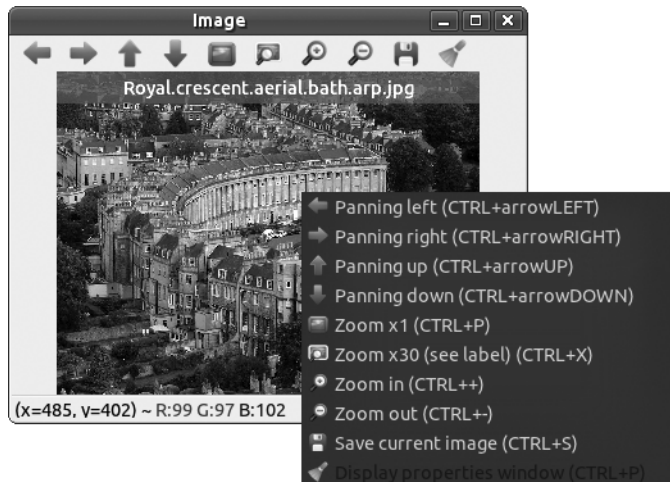 Image
Royal.crescent.aerial.bath.arp.jpg
Panning left (CTRL+arrowLEFT)
Panning right (CTRL+arrowRIGHT)
Panning up (CTRL+arrowUP)
Panning down (CTRL+arrowDOWN)
Zoom x1 (CTRL+P)
Zoom x30 (see label) (CTRL+X)
Zoom in (CTRL++)
Zoom out (CTRL+-)
Save current image (CTRL+S)
Display properties window (CTRL+P)
(x=485, y=402) ~ R:99 G:97 B:102